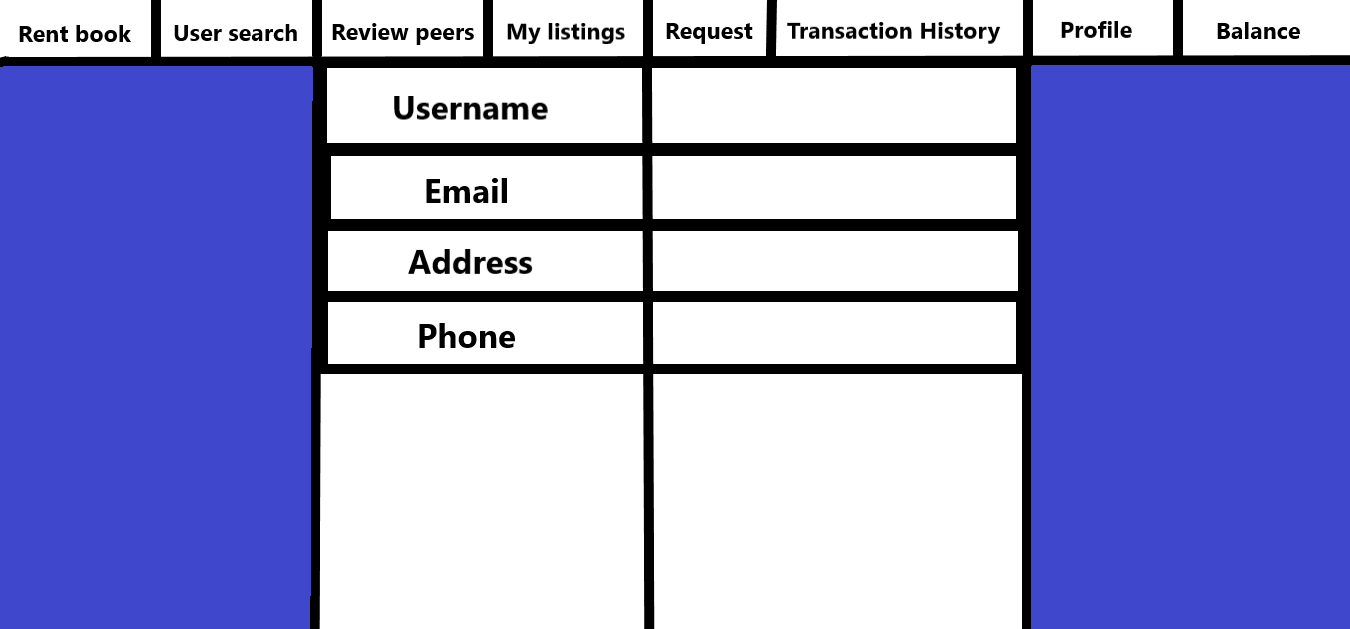 Rent book
User search
Review peers
My listings
Request
Transaction History
Profile
Balance
Username
Email
Address
Phone